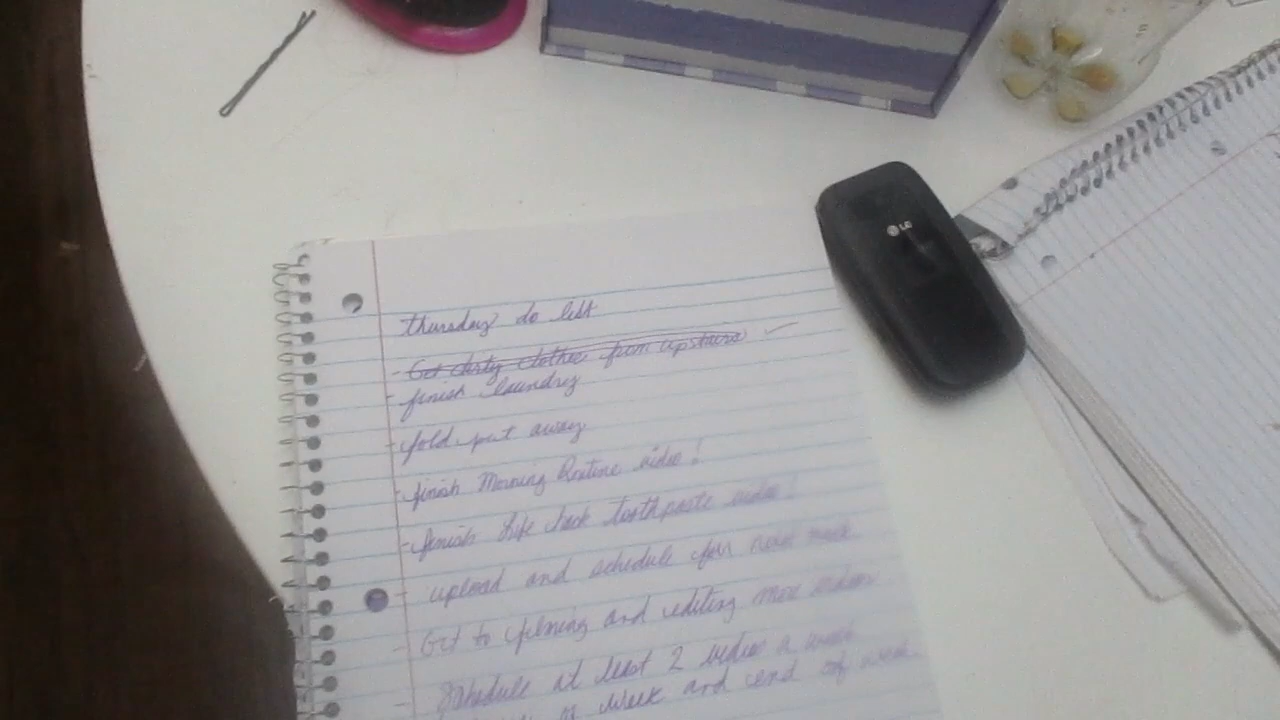 LG
thursday do list
- Get dirty clothes from upstairs ✓
- finish laundry
- fold put away
- finish Morning Routine video!
- finish life hack toothpaste video!
upload and schedule for next week
- Get to filming and editing more videos
- Schedule at least 2 videos a week
of week and end of week